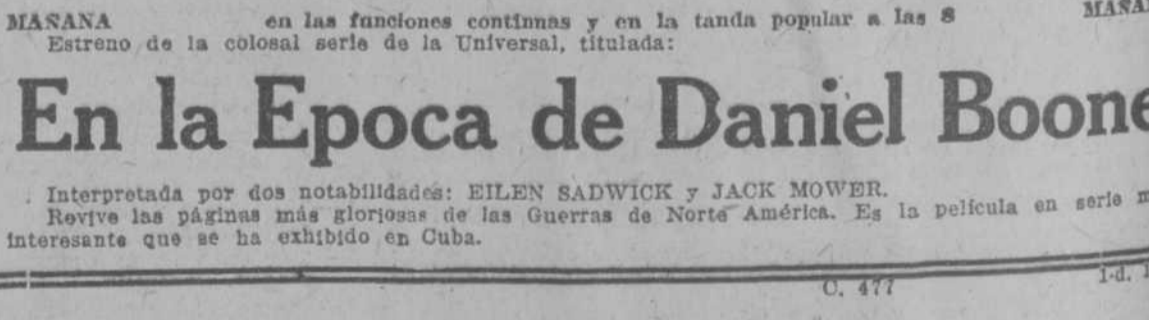 MAÑANA en las funciones continuas y en la tanda popular a las 8 MAÑA
Estreno de la colosal serie de la Universal, titulada:
En la Epoca de Daniel Boone
Interpretada por dos notabilidades: EILEN SADWICK y JACK MOWER.
Revive las páginas más gloriosas de las Guerras de Norte América. Es la película en serie m
interesante que se ha exhibido en Cuba.
C. 477 1-d.